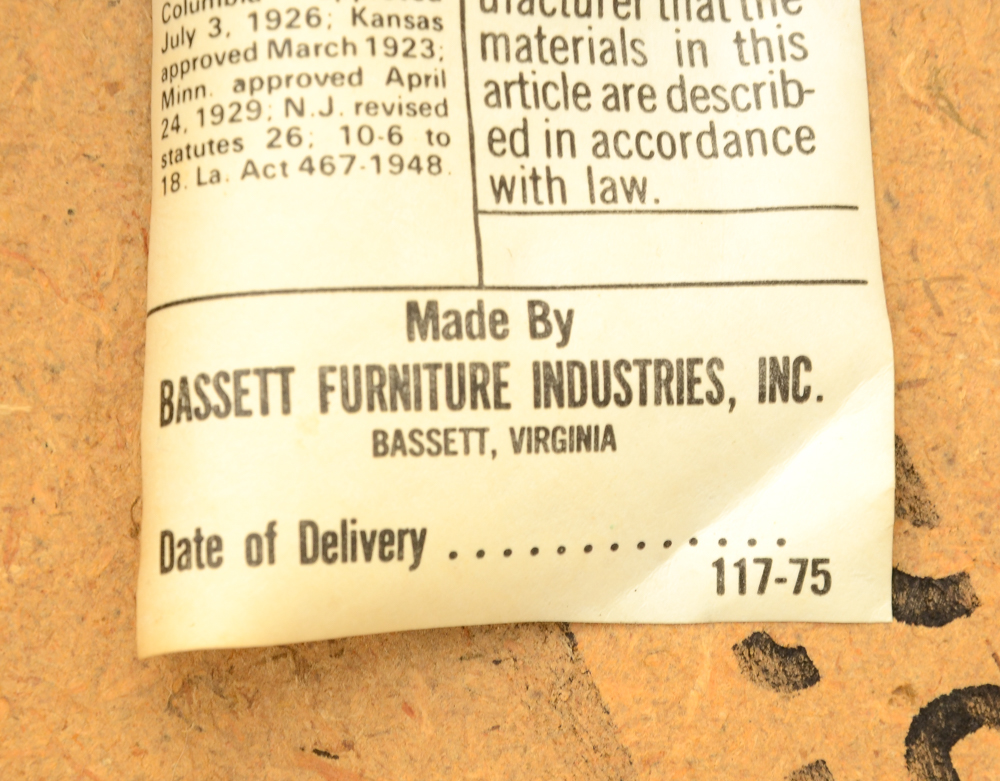 July 3, 1926; Kansas
approved March 1923;
Minn. approved April
24, 1929; N.J. revised
statutes 26: 10-6 to
18. La. Act 467-1948.
that the
materials in this
article are describ-
ed in accordance
with law.
Made By
BASSETT FURNITURE INDUSTRIES, INC.
BASSETT, VIRGINIA
Date of Delivery ..............
117-75